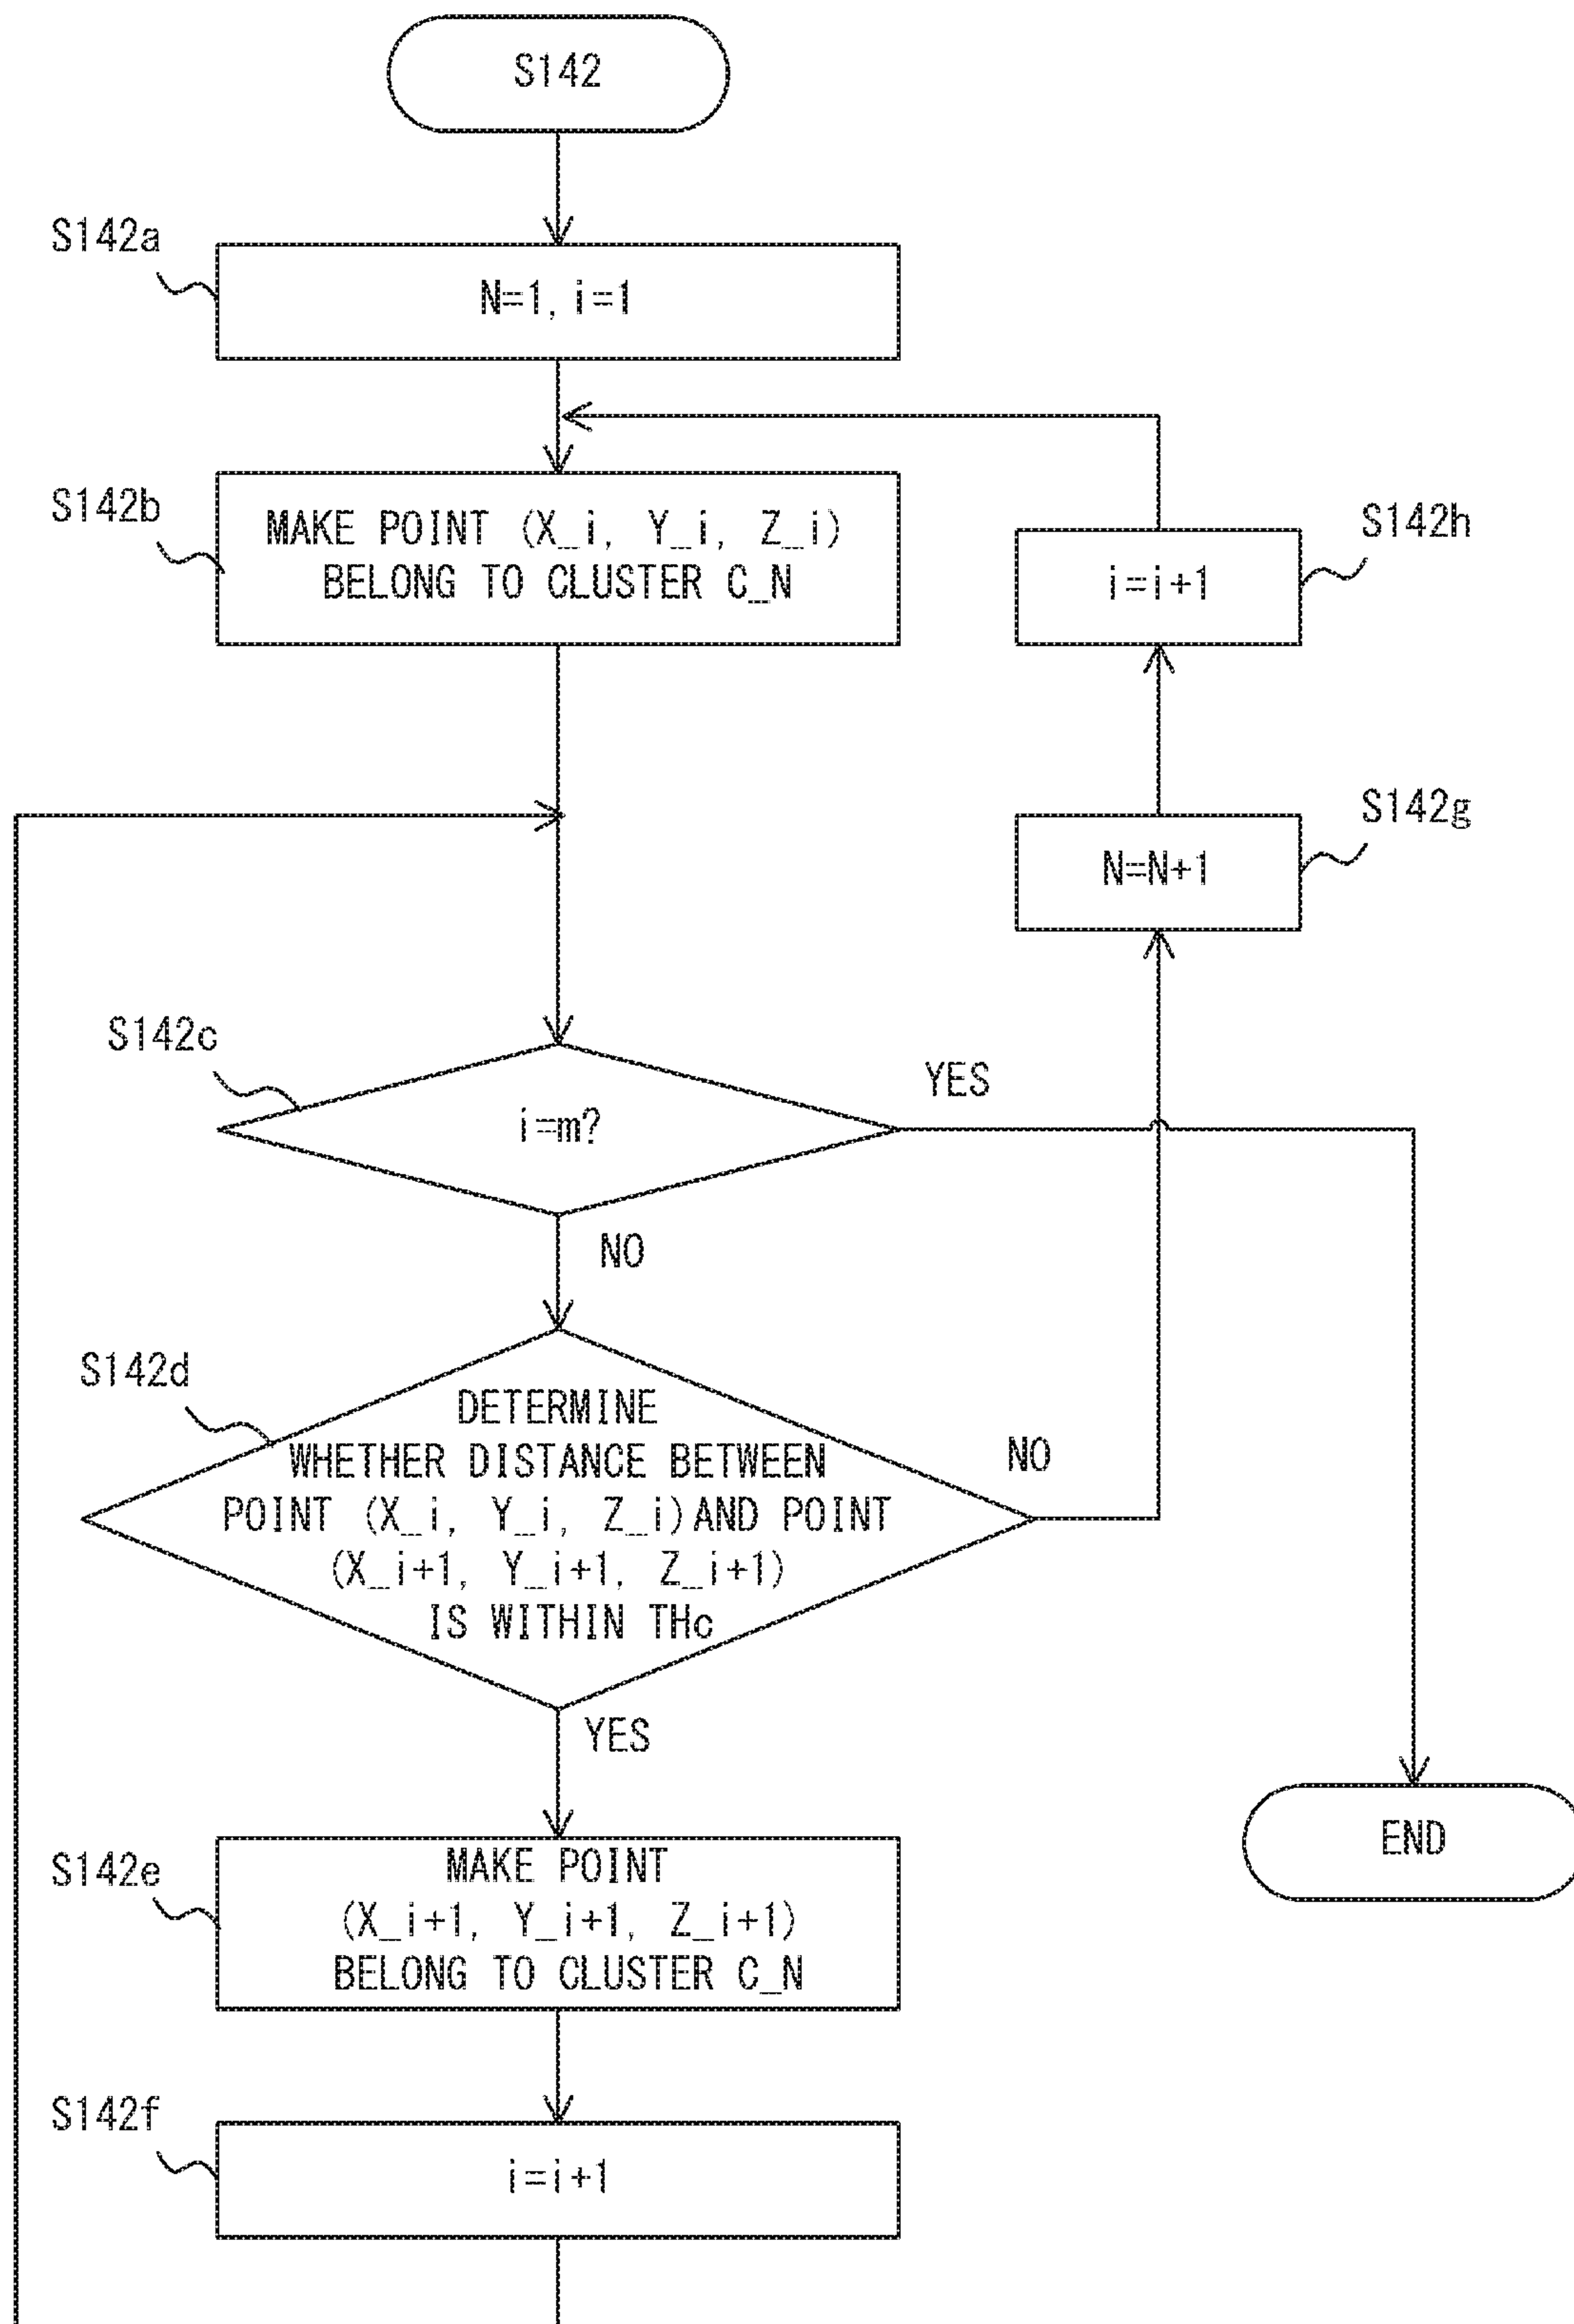 S142
S142a
N=1, i=1
S142b
MAKE POINT (X_i, Y_i, Z_i)
BELONG TO CLUSTER C_N
S142h
i=i+1
S142g
N=N+1
S142c
i=m?
YES
NO
S142d
DETERMINE
WHETHER DISTANCE BETWEEN
POINT (X_i, Y_i, Z_i) AND POINT
(X_i+1, Y_i+1, Z_i+1)
IS WITHIN THc
NO
YES
S142e
MAKE POINT
(X_i+1, Y_i+1, Z_i+1)
BELONG TO CLUSTER C_N
END
S142f
i=i+1